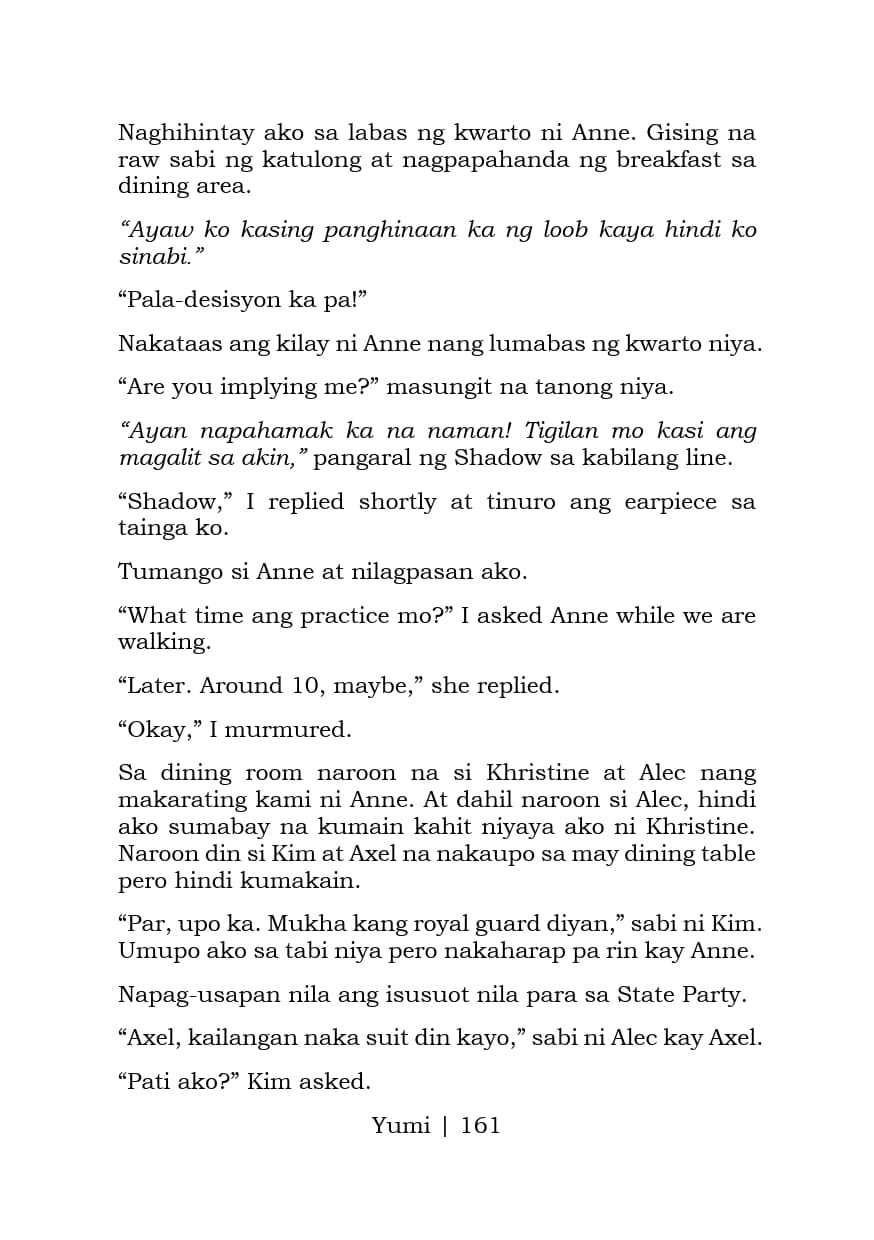 Naghihintay ako sa labas ng kwarto ni Anne. Gising na
raw sabi ng katulong at nagpapahanda ng breakfast sa
dining area.
“Ayaw ko kasing panghinaan ka ng loob kaya hindi ko
sinabi.”
“Pala-desisyon ka pa!”
Nakataas ang kilay ni Anne nang lumabas ng kwarto niya.
“Are you implying me?” masungit na tanong niya.
“Ayan napahamak ka na naman! Tigilan mo kasi ang
magalit sa akin,” pangaral ng Shadow sa kabilang line.
“Shadow,” I replied shortly at tinuro ang earpiece sa
tainga ko.
Tumango si Anne at nilagpasan ako.
“What time ang practice mo?” I asked Anne while we are
walking.
“Later. Around 10, maybe,” she replied.
“Okay,” I murmured.
Sa dining room naroon na si Khristine at Alec nang
makarating kami ni Anne. At dahil naroon si Alec, hindi
ako sumabay na kumain kahit niyaya ako ni Khristine.
Naroon din si Kim at Axel na nakaupo sa may dining table
pero hindi kumakain.
“Par, upo ka. Mukha kang royal guard diyan,” sabi ni Kim.
Umupo ako sa tabi niya pero nakaharap pa rin kay Anne.
Napag-usapan nila ang isusuot nila para sa State Party.
“Axel, kailangan naka suit din kayo,” sabi ni Alec kay Axel.
“Pati ako?” Kim asked.
Yumi | 161